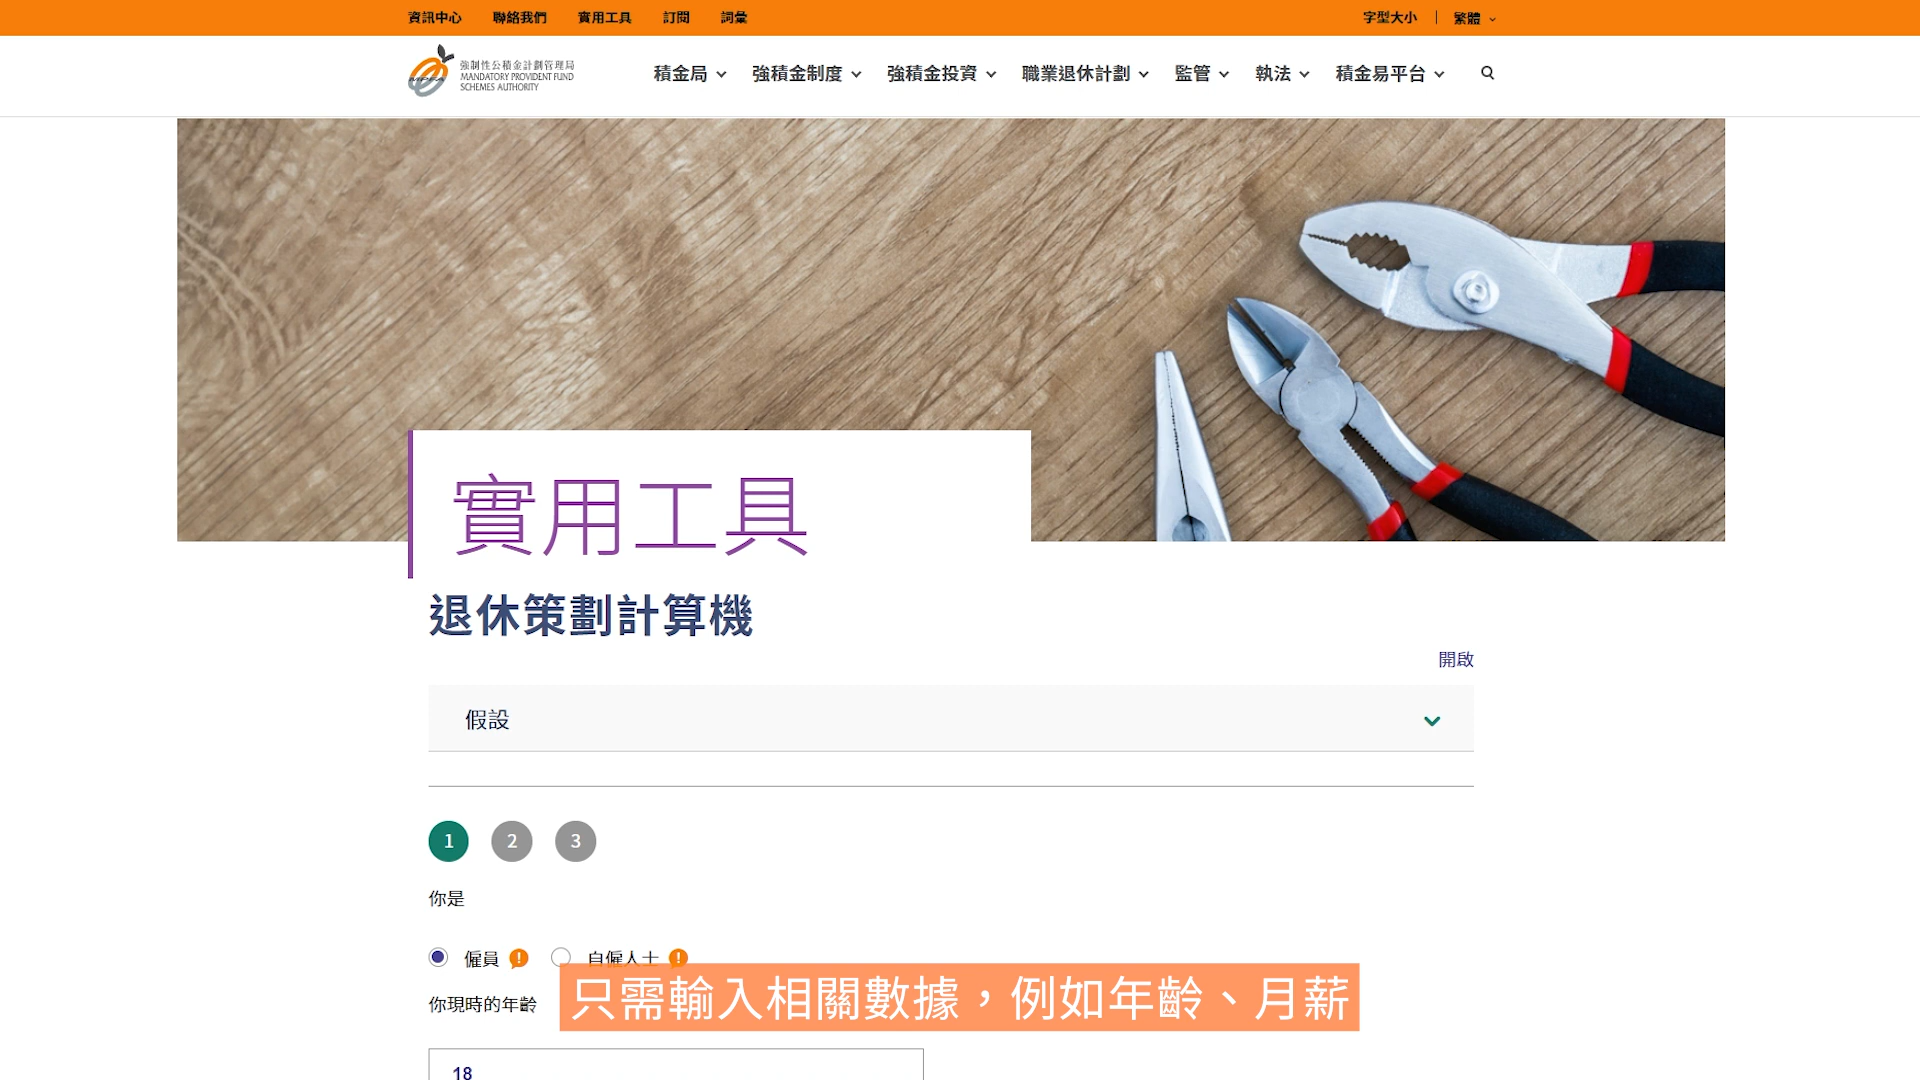 資訊中心 聯絡我們 實用工具 訂閱 詞彙 字型大小 | 繁體
強制性公積金計劃管理局
MANDATORY PROVIDENT FUND
SCHEMES AUTHORITY
積金局 強積金制度 強積金投資 職業退休計劃 監管 執法 積金易平台
實用工具
退休策劃計算機
開啟
假設
1 2 3
你是
僱員 ! 自僱人士 !
你現時的年齡
只需輸入相關數據，例如年齡、月薪
18